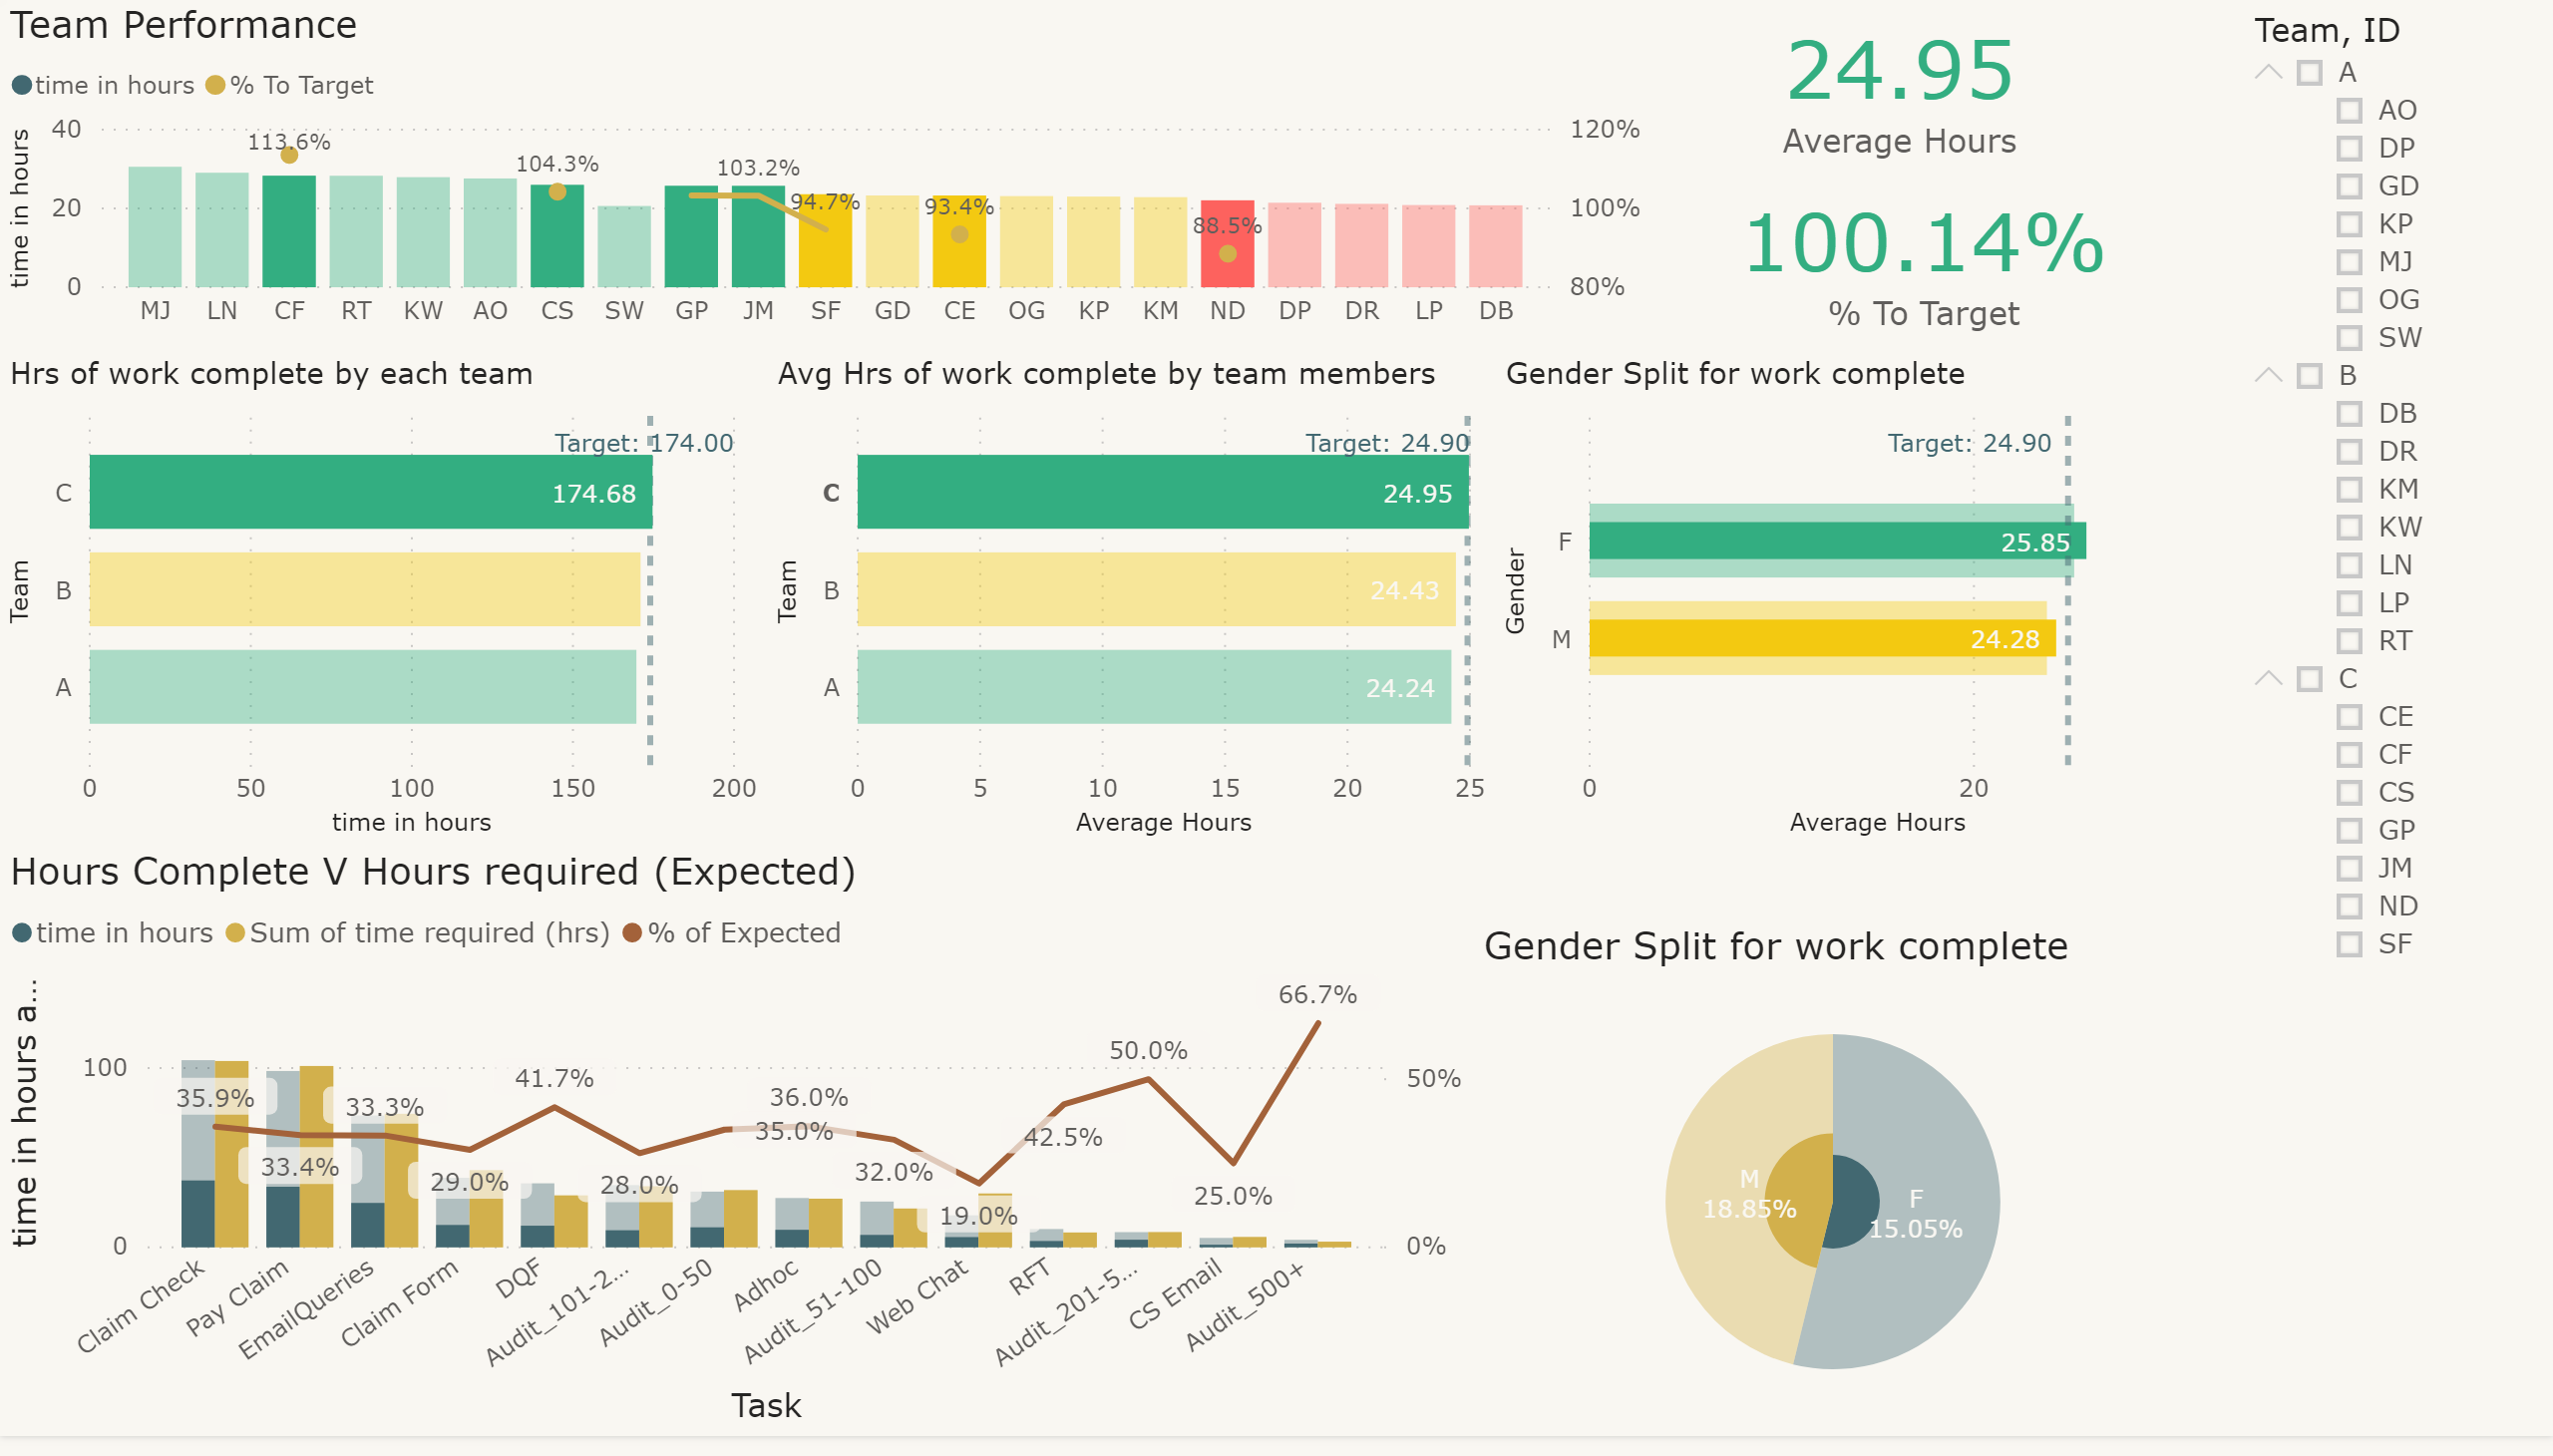 Team Performance
time in hours % To Target
time in hours
40
20
0
120%
100%
80%
113.6%
104.3%
103.2%
94.7%
93.4%
88.5%
MJ LN CF RT KW AO CS SW GP JM SF GD CE OG KP KM ND DP DR LP DB
24.95
Average Hours
100.14%
% To Target
Team, ID
A
AO
DP
GD
KP
MJ
OG
SW
B
DB
DR
KM
KW
LN
LP
RT
C
CE
CF
CS
GP
JM
ND
SF
Hrs of work complete by each team
Target: 174.00
Team
C
174.68
B
A
0 50 100 150 200
time in hours
Avg Hrs of work complete by team members
Target: 24.90
Team
C
24.95
B
24.43
A
24.24
0 5 10 15 20 25
Average Hours
Gender Split for work complete
Target: 24.90
Gender
F
25.85
M
24.28
0 20
Average Hours
Hours Complete V Hours required (Expected)
time in hours Sum of time required (hrs) % of Expected
time in hours a...
100
0
50%
0%
35.9%
33.4%
33.3%
29.0%
41.7%
28.0%
35.0%
36.0%
32.0%
19.0%
42.5%
50.0%
25.0%
66.7%
Claim Check
Pay Claim
EmailQueries
Claim Form
DQF
Audit_101-2...
Audit_0-50
Adhoc
Audit_51-100
Web Chat
RFT
Audit_201-5...
CS Email
Audit_500+
Task
Gender Split for work complete
M
18.85%
F
15.05%